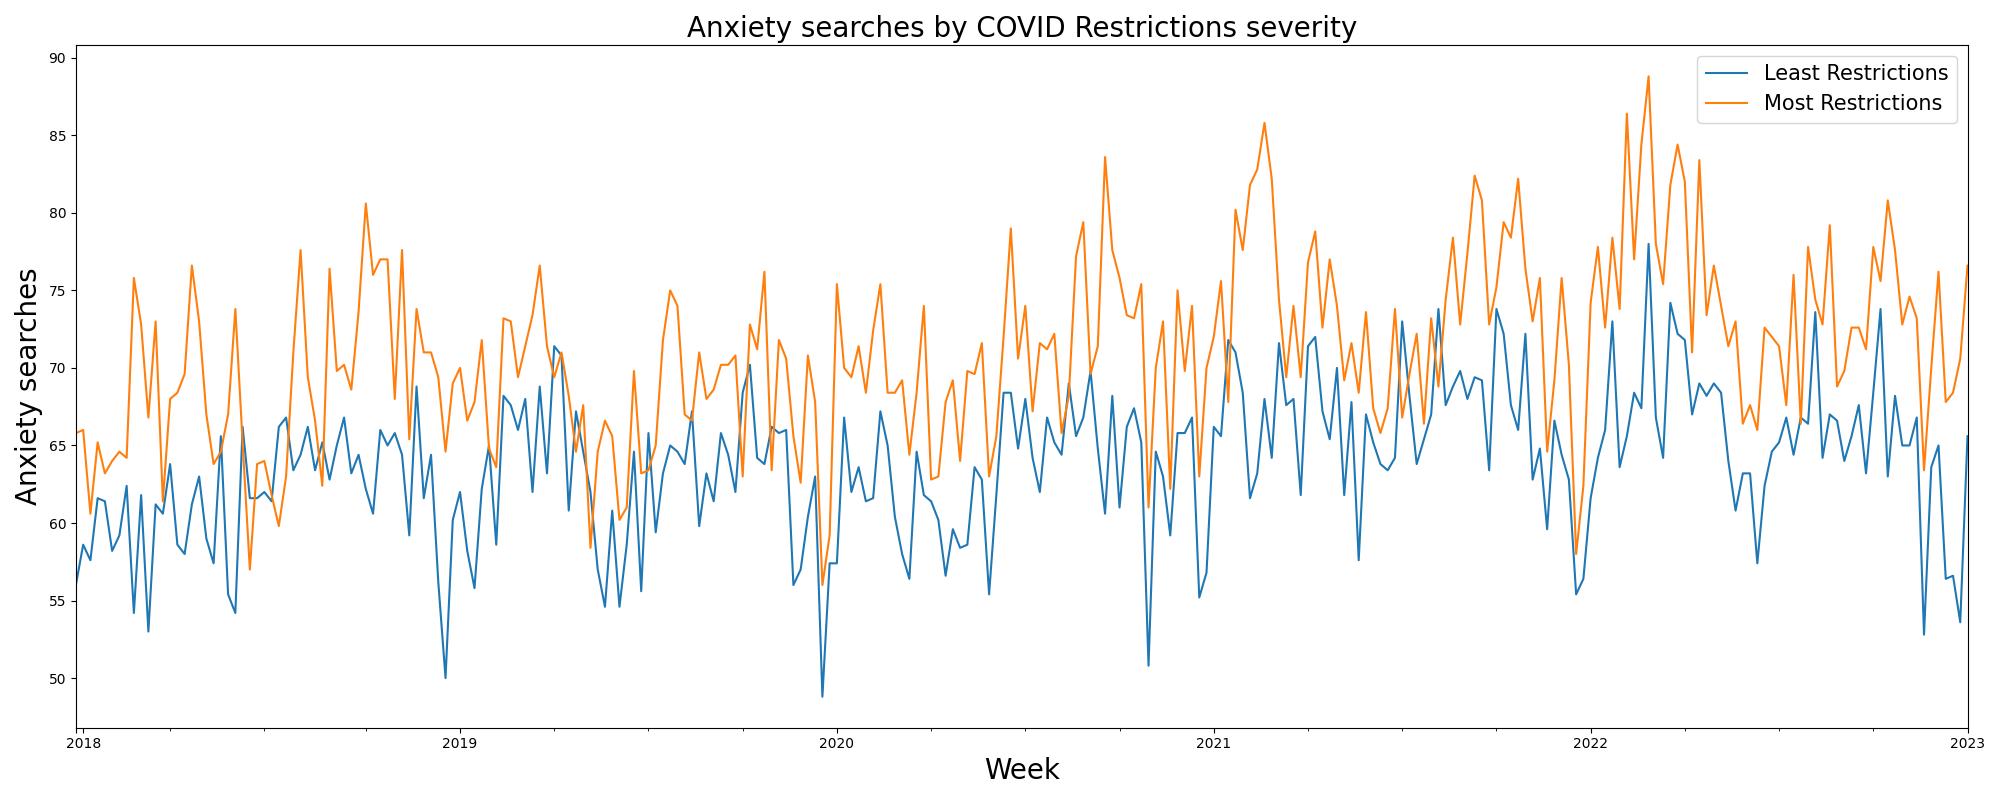 Anxiety searches by COVID Restrictions severity
Least Restrictions
Most Restrictions
Anxiety searches
90
85
80
75
70
65
60
55
50
2018 2019 2020 2021 2022 2023
Week